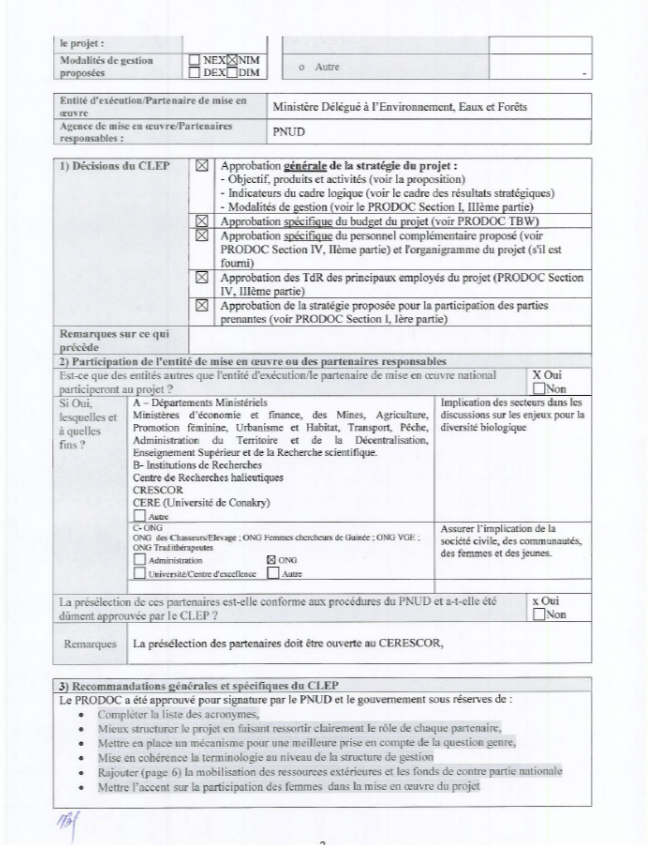 le projet :
Modalités de gestion proposées
☐ NEX ☒ NIM
☐ DEX ☐ DIM
o Autre
-
Entité d'exécution/Partenaire de mise en œuvre
Ministère Délégué à l'Environnement, Eaux et Forêts
Agence de mise en œuvre/Partenaires responsables :
PNUD
1) Décisions du CLEP
☒ Approbation générale de la stratégie du projet :
- Objectif, produits et activités (voir la proposition)
- Indicateurs du cadre logique (voir le cadre des résultats stratégiques)
- Modalités de gestion (voir le PRODOC Section I, IIIème partie)
☒ Approbation spécifique du budget du projet (voir PRODOC TBW)
☒ Approbation spécifique du personnel complémentaire proposé (voir
PRODOC Section IV, IIème partie) et l'organigramme du projet (s'il est
fourni)
☒ Approbation des TdR des principaux employés du projet (PRODOC Section
IV, IIIème partie)
☒ Approbation de la stratégie proposée pour la participation des parties
prenantes (voir PRODOC Section I, Ière partie)
Remarques sur ce qui
précède
2) Participation de l'entité de mise en œuvre ou des partenaires responsables
Est-ce que des entités autres que l'entité d'exécution/le partenaire de mise en œuvre national
participeront au projet ?
X Oui
☐ Non
Si Oui,
lesquelles et
à quelles
fins ?
A – Départements Ministériels
Ministères d'économie et finance, des Mines, Agriculture,
Promotion féminine, Urbanisme et Habitat, Transport, Pêche,
Administration du Territoire et de la Décentralisation,
Enseignement Supérieur et de la Recherche scientifique.
B- Institutions de Recherches
Centre de Recherches halieutiques
CRESCOR
CERE (Université de Conakry)
☐ Autre
Implication des secteurs dans les
discussions sur les enjeux pour la
diversité biologique
C- ONG
ONG des Chasseurs/Elevage ; ONG Femmes chercheurs de Guinée ; ONG VGE ;
ONG Tradithérapeutes
☐ Administration ☒ ONG
☐ Université/Centre d'excellence ☐ Autre
Assurer l'implication de la
société civile, des communautés,
des femmes et des jeunes.
La présélection de ces partenaires est-elle conforme aux procédures du PNUD et a-t-elle été
dûment approuvée par le CLEP ?
x Oui
☐ Non
Remarques
La présélection des partenaires doit être ouverte au CERESCOR,
3) Recommandations générales et spécifiques du CLEP
Le PRODOC a été approuvé pour signature par le PNUD et le gouvernement sous réserves de :
• Compléter la liste des acronymes,
• Mieux structurer le projet en faisant ressortir clairement le rôle de chaque partenaire,
• Mettre en place un mécanisme pour une meilleure prise en compte de la question genre,
• Mise en cohérence la terminologie au niveau de la structure de gestion
• Rajouter (page 6) la mobilisation des ressources extérieures et les fonds de contre partie nationale
• Mettre l'accent sur la participation des femmes dans la mise en œuvre du projet